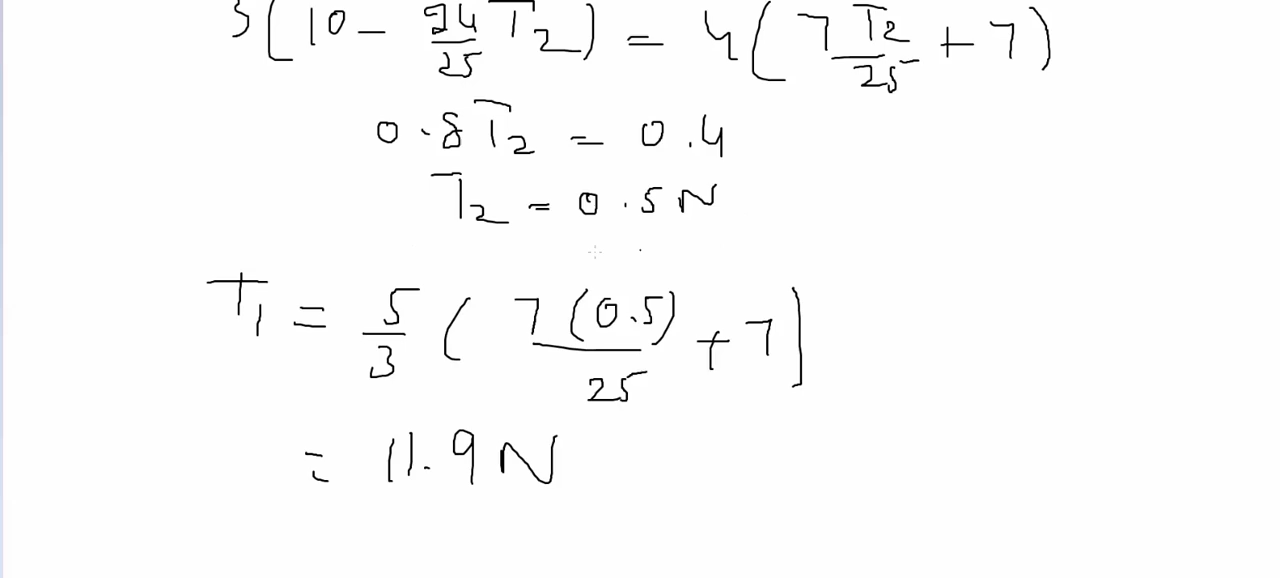 3(10 - 24/25 T₂) = 4(7T₂/25 + 7)
0.8T₂ = 0.4
T₂ = 0.5N
T₁ = 5/3 (7(0.5)/25 + 7)
= 11.9N